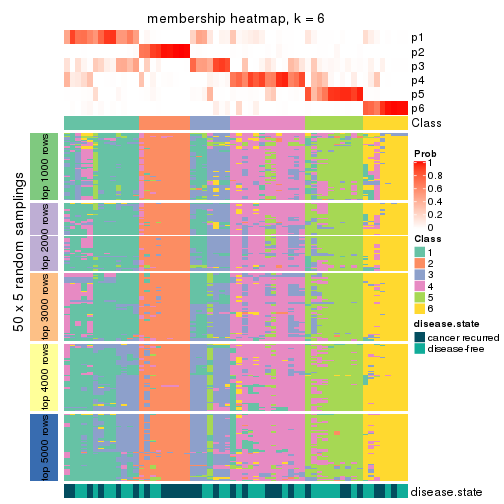 membership heatmap, k = 6
p1
p2
p3
p4
p5
p6
Class
50 x 5 random samplings
top 1000 rows
top 2000 rows
top 3000 rows
top 4000 rows
top 5000 rows
Prob
1
0.8
0.6
0.4
0.2
0
Class
1
2
3
4
5
6
disease.state
cancer recurred
disease-free
disease.state